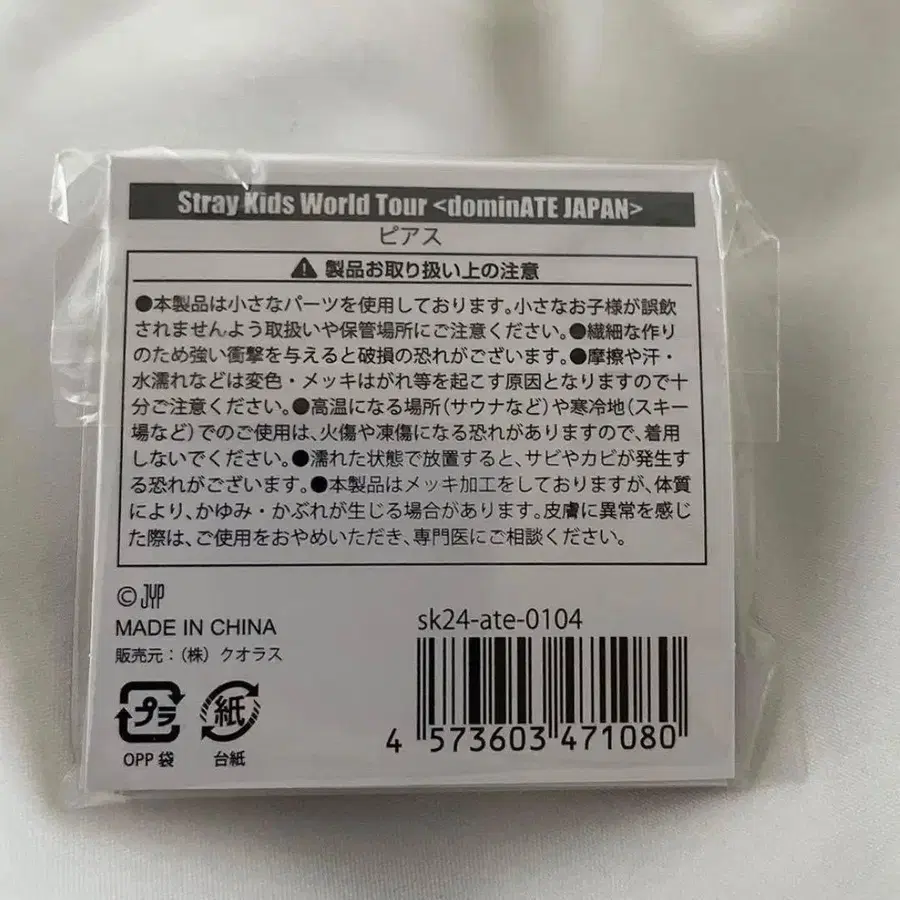 Stray Kids World Tour <dominATE JAPAN>
ピアス
製品お取り扱い上の注意
●本製品は小さなパーツを使用しております。小さなお子様が誤飲
されませんよう取扱いや保管場所にご注意ください。●繊細な作り
のため強い衝撃を与えると破損の恐れがございます。●摩擦や汗・
水濡れなどは変色・メッキはがれ等を起こす原因となりますので十
分ご注意ください。●高温になる場所（サウナなど）や寒冷地（スキー
場など）でのご使用は、火傷や凍傷になる恐れがありますので、着用
しないでください。●濡れた状態で放置すると、サビやカビが発生す
る恐れがございます。●本製品はメッキ加工をしておりますが、体質
により、かゆみ・かぶれが生じる場合があります。皮膚に異常を感じ
た際は、ご使用をおやめいただき、専門医にご相談ください。
© JYP
MADE IN CHINA
販売元：（株）クオラス
プラ
OPP 袋
紙
台紙
sk24-ate-0104
4 573603 471080